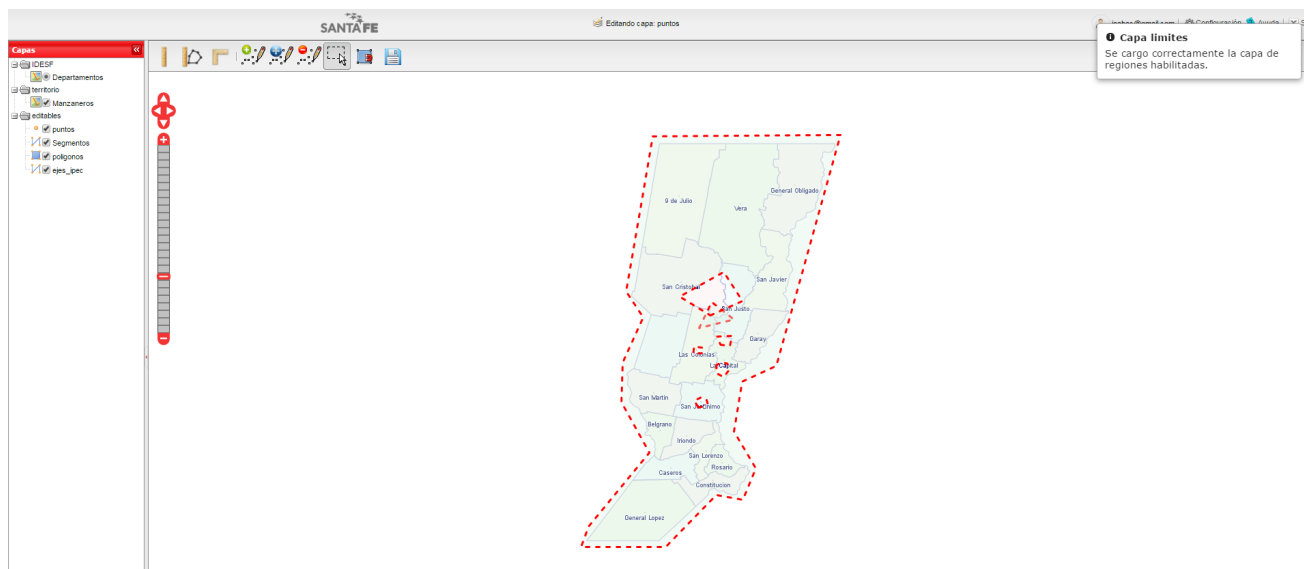 SANTA FE
Editando capa: puntos
Configuración
Ayuda
Capa limites
Se cargo correctamente la capa de
regiones habilitadas.
Capas
IDESF
Departamentos
territorio
Manzaneros
editables
puntos
Segmentos
poligonos
ejes_ipec
General Obligado
9 de Julio
Vera
San Javier
San Cristobal
San Justo
Garay
Las Colonias
La Capital
San Martin
San Jeronimo
Belgrano
Iriondo
San Lorenzo
Rosario
Caseros
Constitucion
General Lopez